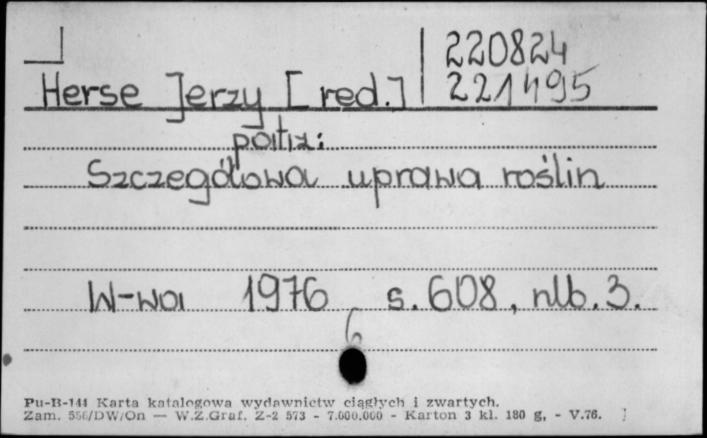 220824
Herse Jerzy [red.] 221495
patrz:
Szczegółowa uprawa roślin
W-wa 1976 s. 608, nlb. 3.
6
Pu-B-144 Karta katalogowa wydawnictw ciągłych i zwartych.
Zam. 556/DW/On — W.Z.Graf. Z-2 573 - 7.000.000 - Karton 3 kl. 180 g, - V.76.